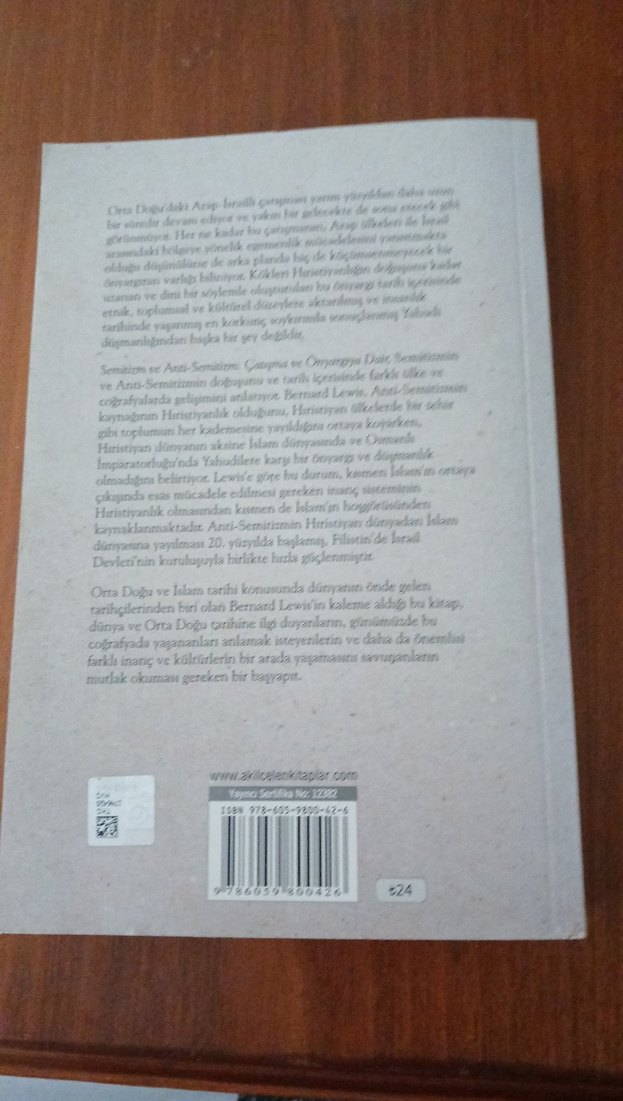 Orta Doğu'daki Arap-İsrailli çatışması yarım yüzyıldan daha uzun
bir süredir devam ediyor ve yakın bir gelecekte de sona erecek gibi
görünmüyor. Her ne kadar bu çatışmanın, Arap ülkeleri ile İsrail
arasındaki bölgeye yönelik egemenlik mücadelesini yansıtmakta
olduğu düşünülürse de arka planda hiç de küçümsenmeyecek bir
önyargının varlığı biliniyor. Kökleri Hıristiyanlığın doğuşuna kadar
uzanan ve dini bir söylemle oluşturulan bu önyargı tarih içerisinde
etnik, toplumsal ve kültürel düzeylere aktarılmış ve insanlık
tarihinde yaşanmış en korkunç soykırımla sonuçlanmış Yahudi
düşmanlığından başka bir şey değildir.
Semitizm ve Anti-Semitizm: Çatışma ve Önyargıya Dair, Semitizmin
ve Anti-Semitizmin doğuşunu ve tarih içerisinde farklı ülke ve
coğrafyalarda gelişimini anlatıyor. Bernard Lewis, Anti-Semitizmin
kaynağının Hıristiyanlık olduğunu, Hıristiyan ülkelerde bir zehir
gibi toplumun her kademesine yayıldığını ortaya koyarken,
Hıristiyan dünyanın aksine İslam dünyasında ve Osmanlı
İmparatorluğu'nda Yahudilere karşı bir önyargı ve düşmanlık
olmadığını belirtiyor. Lewis'e göre bu durum, kısmen İslam'ın ortaya
çıkışında esas mücadele edilmesi gereken inanç sisteminin
Hıristiyanlık olmasından kısmen de İslam'ın hoşgörüsünden
kaynaklanmaktadır. Anti-Semitizmin Hıristiyan dünyadan İslam
dünyasına yayılması 20. yüzyılda başlamış, Filistin'de İsrail
Devleti'nin kuruluşuyla birlikte hızla güçlenmiştir.
Orta Doğu ve İslam tarihi konusunda dünyanın önde gelen
tarihçilerinden biri olan Bernard Lewis'in kaleme aldığı bu kitap,
dünya ve Orta Doğu tarihine ilgi duyanların, günümüzde bu
coğrafyada yaşananları anlamak isteyenlerin ve daha da önemlisi
farklı inanç ve kültürlerin bir arada yaşamasını savunanların
mutlak okuması gereken bir başyapıt.
www.akilcelenkitaplar.com
Yayıncı Sertifika No: 12382
ISBN 978-605-9800-42-6
9 786059 800426
₺24